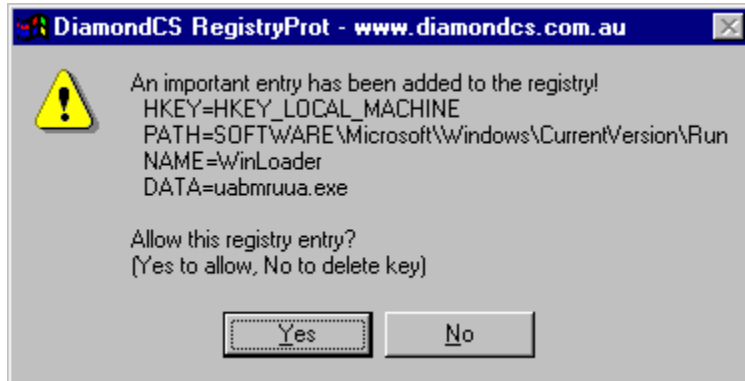 DiamondCS RegistryProt - www.diamondcs.com.au
An important entry has been added to the registry!
HKEY=HKEY_LOCAL_MACHINE
PATH=SOFTWARE\Microsoft\Windows\CurrentVersion\Run
NAME=WinLoader
DATA=uabmruua.exe
Allow this registry entry?
(Yes to allow, No to delete key)
Yes No